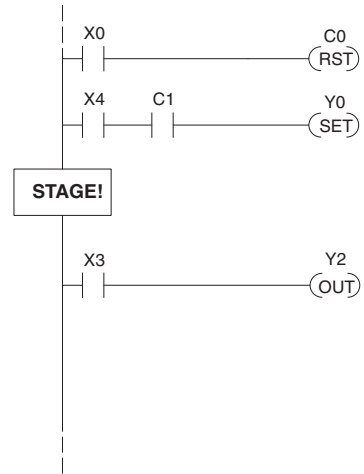 X0 C0
RST
X4 C1 Y0
SET
STAGE!
X3 Y2
OUT